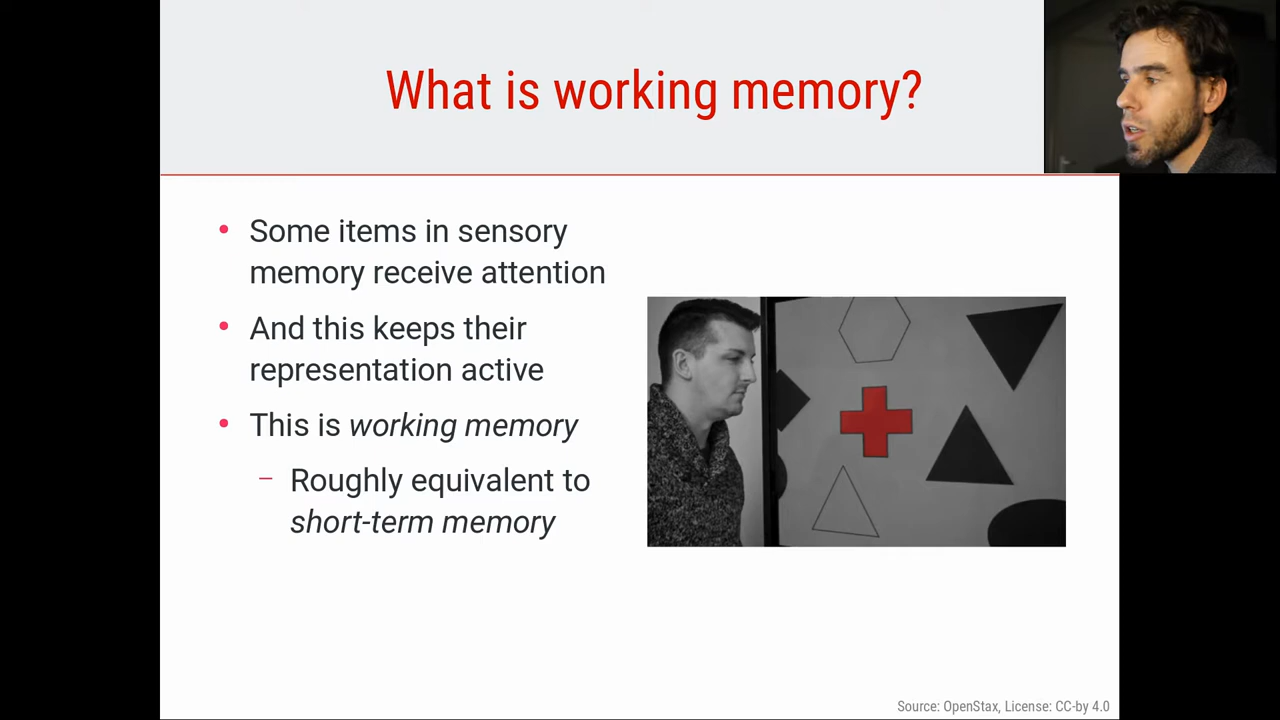 What is working memory?
• Some items in sensory
memory receive attention
• And this keeps their
representation active
• This is working memory
– Roughly equivalent to
short-term memory
Source: OpenStax, License: CC-by 4.0